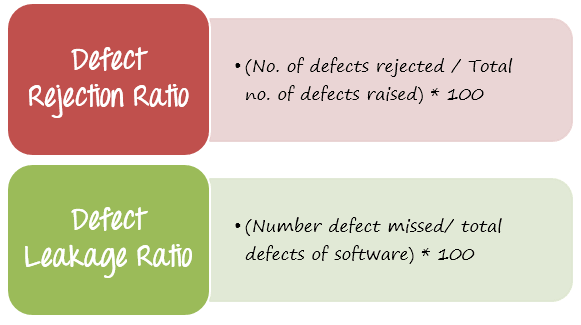 Defect
Rejection Ratio
• (No. of defects rejected / Total
no. of defects raised) * 100
Defect
Leakage Ratio
• (Number defect missed/ total
defects of software) * 100